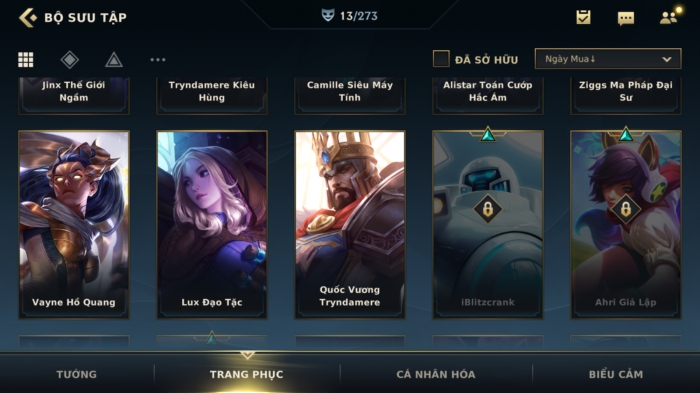 BỘ SƯU TẬP
13/273
ĐÃ SỞ HỮU
Ngày Mua↓
Jinx Thế Giới
Ngầm
Tryndamere Kiêu
Hùng
Camille Siêu Máy
Tính
Alistar Toán Cướp
Hắc Ám
Ziggs Ma Pháp Đại
Sư
Vayne Hồ Quang
Lux Đạo Tặc
Quốc Vương
Tryndamere
iBlitzcrank
Ahri Giả Lập
TƯỚNG
TRANG PHỤC
CÁ NHÂN HÓA
BIỂU CẢM